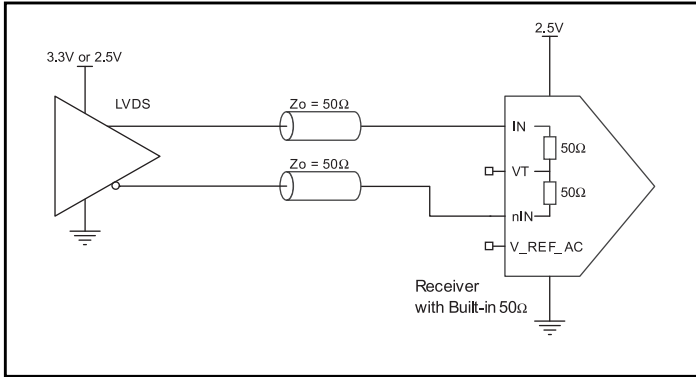 2.5V
3.3V or 2.5V
LVDS
Zo = 50Ω
IN
50Ω
Zo = 50Ω
VT
50Ω
nIN
V_REF_AC
Receiver
with Built-in 50Ω